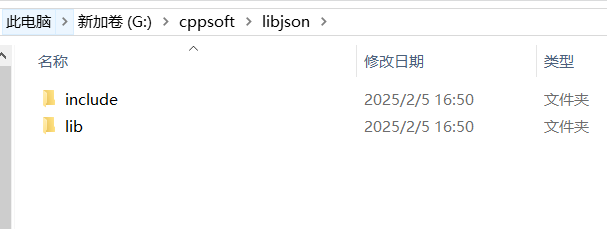 此电脑 > 新加卷 (G:) > cppsoft > libjson >
名称 修改日期 类型
include 2025/2/5 16:50 文件夹
lib 2025/2/5 16:50 文件夹